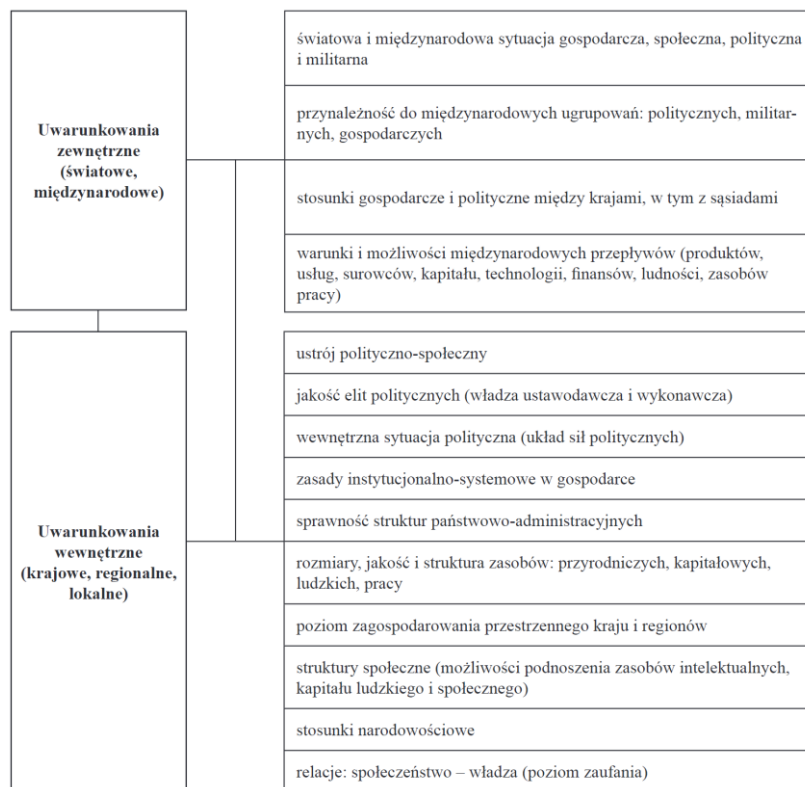 Uwarunkowania
zewnętrzne
(światowe,
międzynarodowe)
światowa i międzynarodowa sytuacja gospodarcza, społeczna, polityczna
i militarna
przynależność do międzynarodowych ugrupowań: politycznych, militar-
nych, gospodarczych
stosunki gospodarcze i polityczne między krajami, w tym z sąsiadami
warunki i możliwości międzynarodowych przepływów (produktów,
usług, surowców, kapitału, technologii, finansów, ludności, zasobów
pracy)
Uwarunkowania
wewnętrzne
(krajowe, regionalne,
lokalne)
ustrój polityczno-społeczny
jakość elit politycznych (władza ustawodawcza i wykonawcza)
wewnętrzna sytuacja polityczna (układ sił politycznych)
zasady instytucjonalno-systemowe w gospodarce
sprawność struktur państwowo-administracyjnych
rozmiary, jakość i struktura zasobów: przyrodniczych, kapitałowych,
ludzkich, pracy
poziom zagospodarowania przestrzennego kraju i regionów
struktury społeczne (możliwości podnoszenia zasobów intelektualnych,
kapitału ludzkiego i społecznego)
stosunki narodowościowe
relacje: społeczeństwo – władza (poziom zaufania)